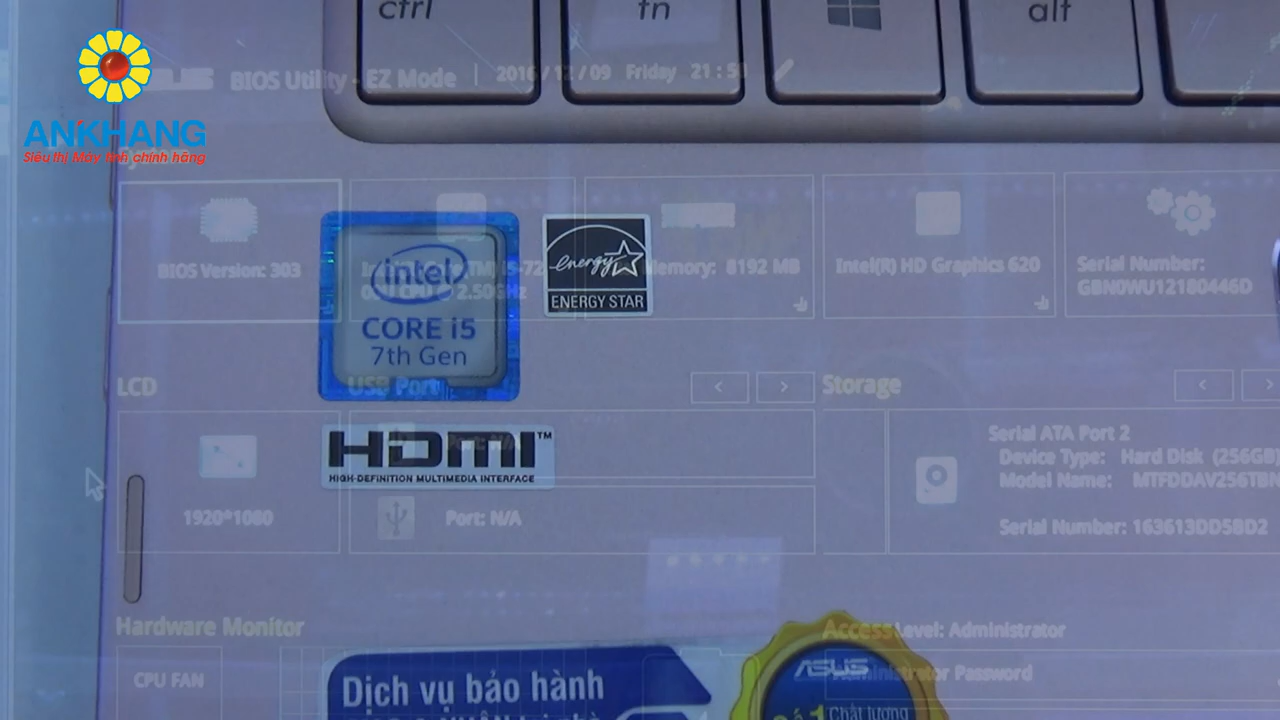 ctrl
fn
alt
BIOS Utility - EZ Mode
2016/12/09 Friday
ANKHANG
Siêu thị Máy tính chính hãng
BIOS Version: 303
Memory: 8192 MB
Intel(R) HD Graphics 620
Serial Number:
GBN0WU12180446D
intel
CORE i5
7th Gen
energy
ENERGY STAR
LCD
USB Port
Storage
HDMI™
HIGH-DEFINITION MULTIMEDIA INTERFACE
1920*1080
Port: N/A
Serial ATA Port 2
Device Type: Hard Disk (256GB)
Model Name:
Serial Number: 163613DD5BD2
Hardware Monitor
Access Level: Administrator
CPU FAN
Administrator Password
Dịch vụ bảo hành
ASUS
Chất lượng